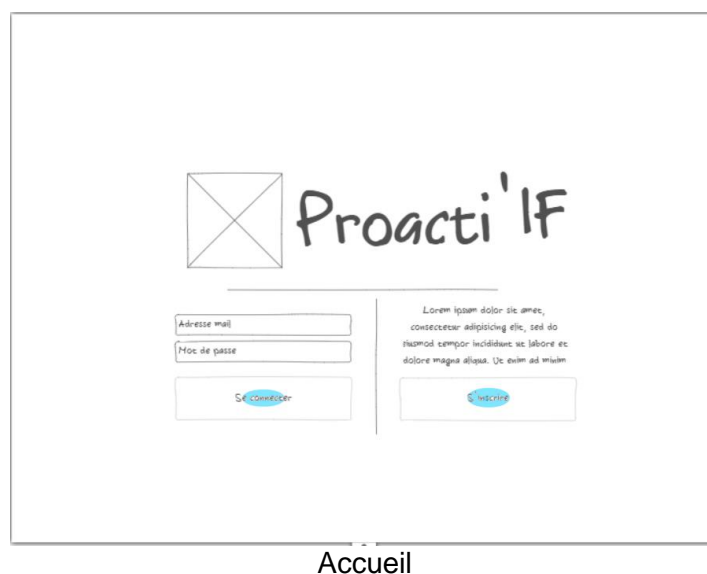 Proacti'IF
Adresse mail
Mot de passe
Se connecter
Lorem ipsum dolor sit amet,
consectetur adipisicing elit, sed do
eiusmod tempor incididunt ut labore et
dolore magna aliqua. Ut enim ad minim
S'inscrire
Accueil